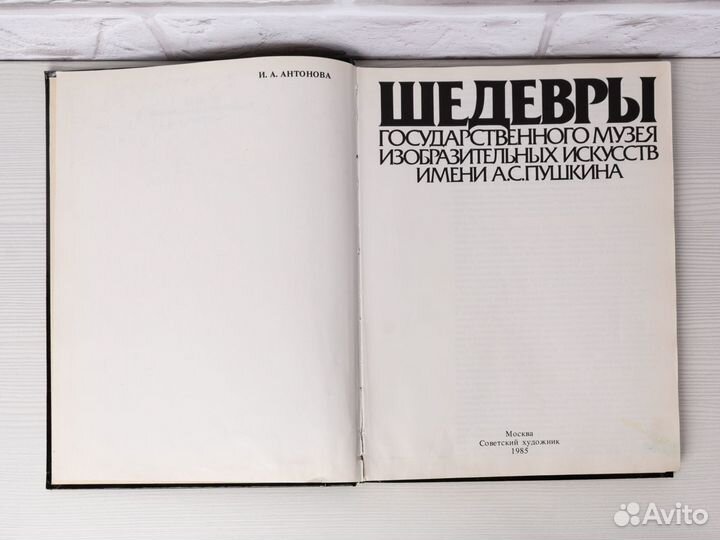 И. А. АНТОНОВА
ШЕДЕВРЫ
ГОСУДАРСТВЕННОГО МУЗЕЯ
ИЗОБРАЗИТЕЛЬНЫХ ИСКУССТВ
ИМЕНИ А.С.ПУШКИНА
Москва
Советский художник
1985
Avito